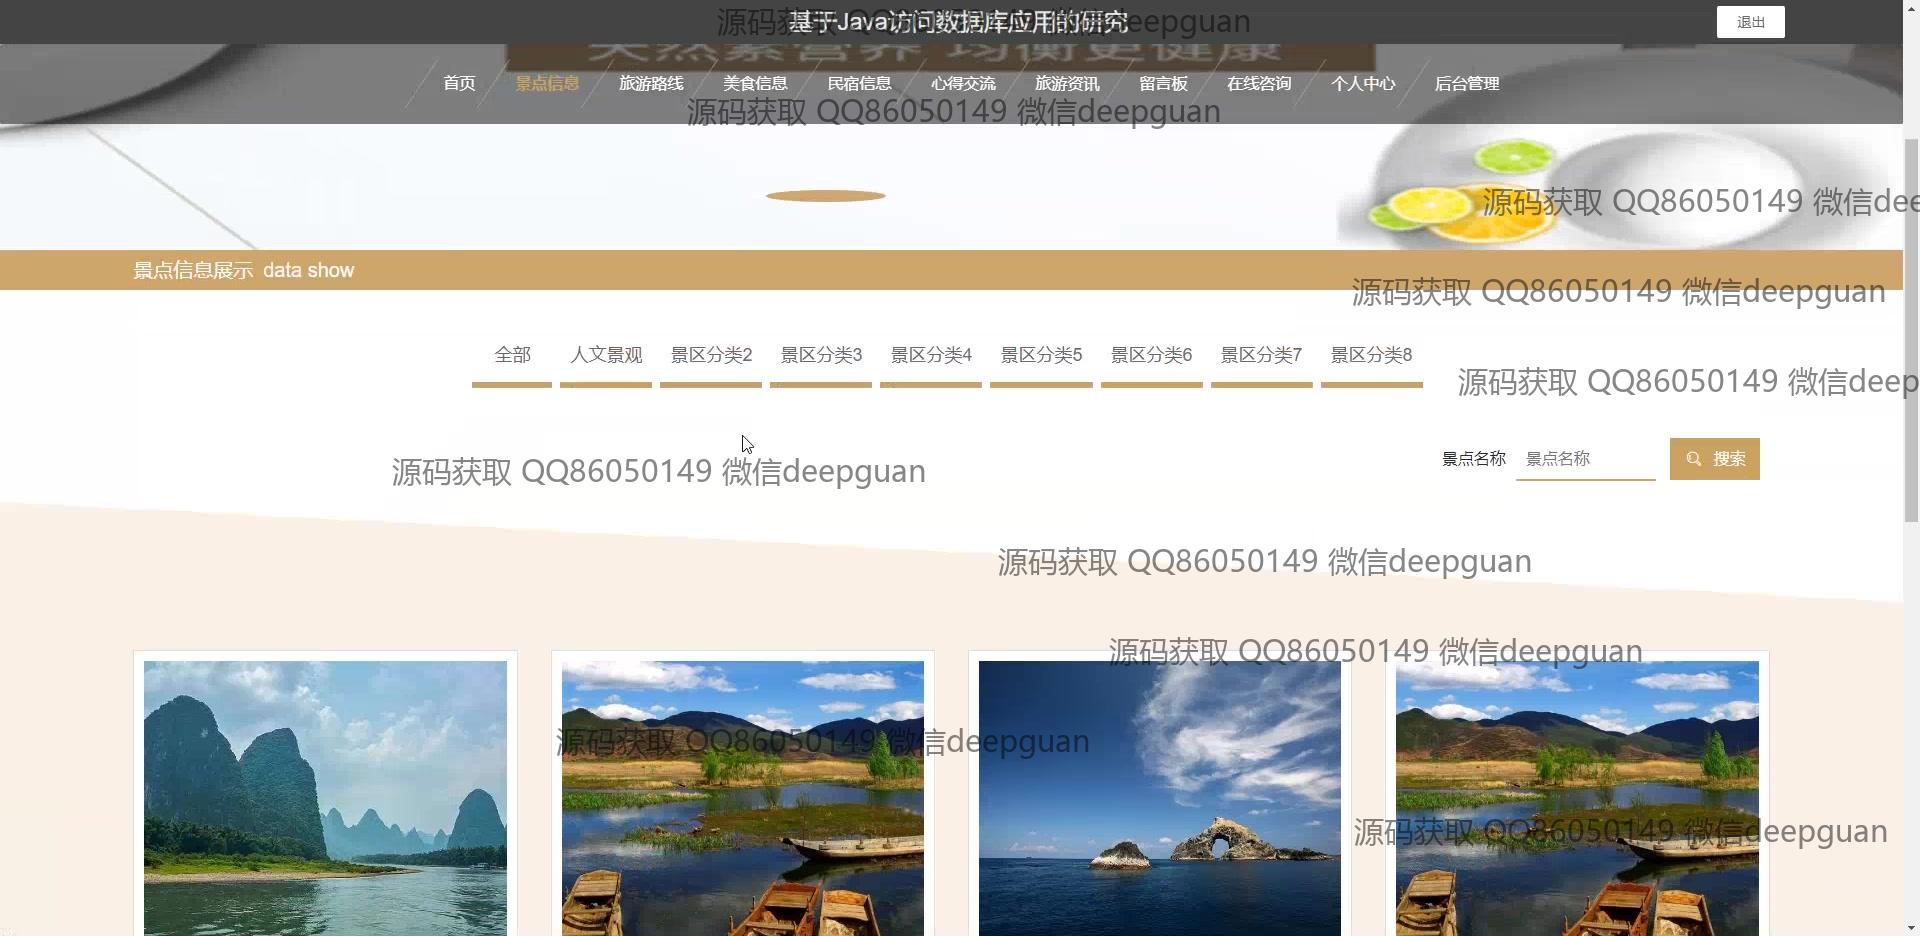 基于Java访问数据库应用的研究
源码获取 QQ86050149 微信deepguan
退出
天然素营养 均衡更健康
首页 景点信息 旅游路线 美食信息 民宿信息 心得交流 旅游资讯 留言板 在线咨询 个人中心 后台管理
源码获取 QQ86050149 微信deepguan
源码获取 QQ86050149 微信dee
景点信息展示 data show
源码获取 QQ86050149 微信deepguan
全部 人文景观 景区分类2 景区分类3 景区分类4 景区分类5 景区分类6 景区分类7 景区分类8
源码获取 QQ86050149 微信deep
景点名称 景点名称 搜索
源码获取 QQ86050149 微信deepguan
源码获取 QQ86050149 微信deepguan
源码获取 QQ86050149 微信deepguan
源码获取 QQ86050149 微信deepguan
源码获取 QQ86050149 微信deepguan